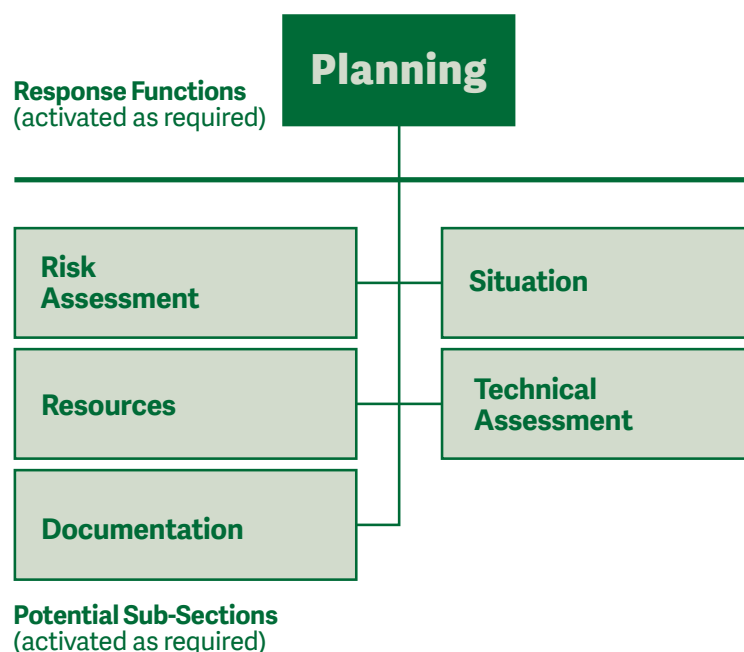 Planning
Response Functions
(activated as required)
Risk
Assessment
Situation
Resources
Technical
Assessment
Documentation
Potential Sub-Sections
(activated as required)